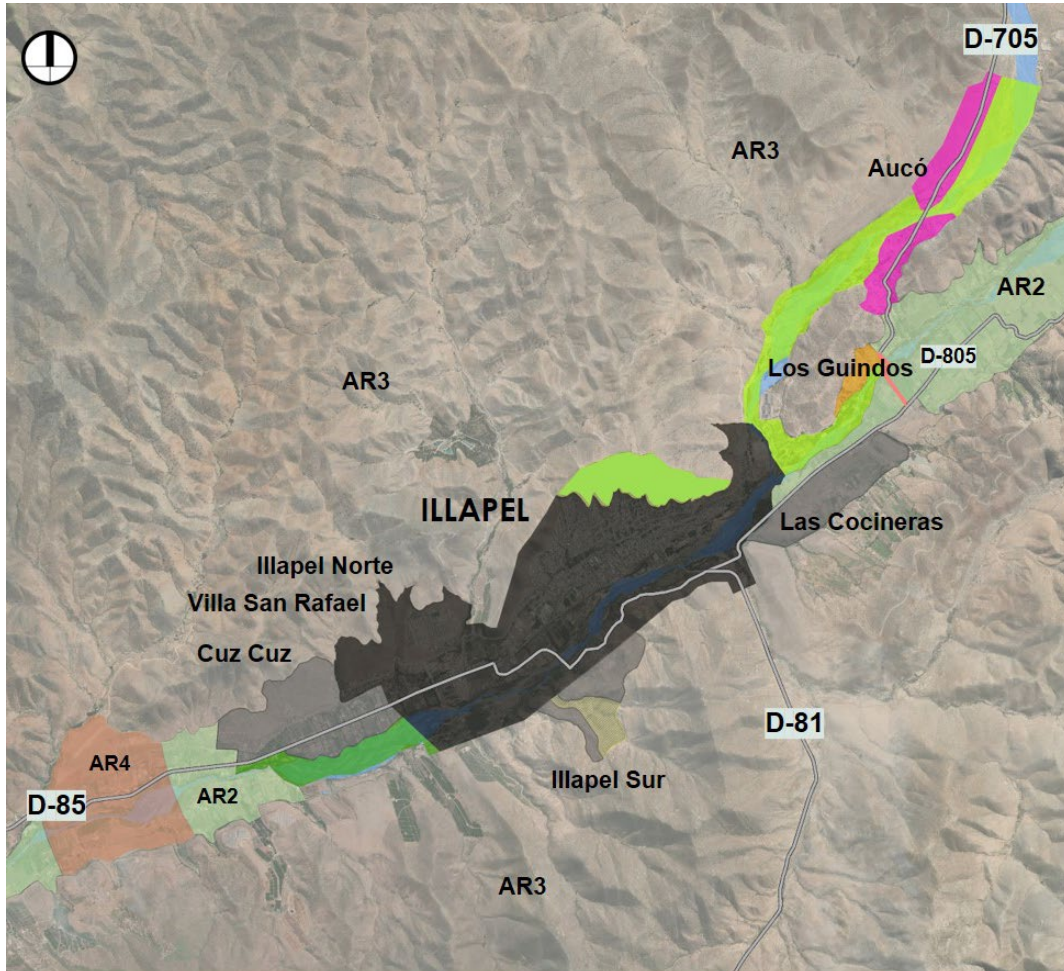 D-705
AR3
Aucó
AR2
D-805
Los Guindos
AR3
ILLAPEL
Las Cocineras
Illapel Norte
Villa San Rafael
Cuz Cuz
D-81
AR4
Illapel Sur
AR2
D-85
AR3